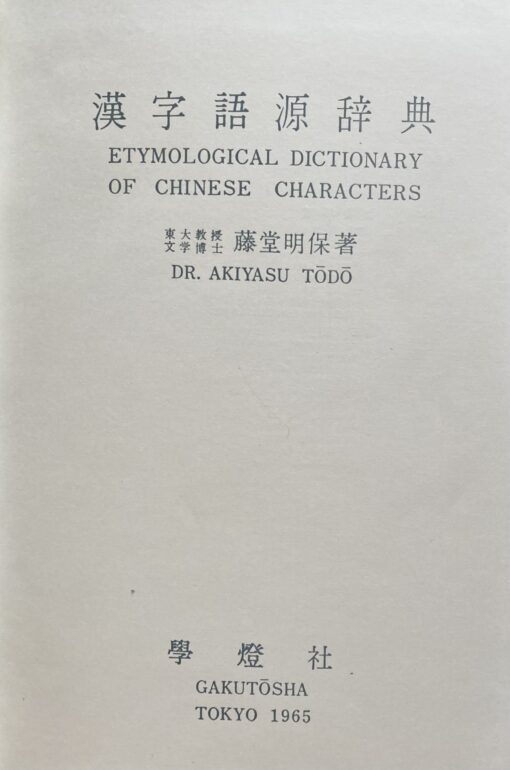 漢字語源辞典
ETYMOLOGICAL DICTIONARY
OF CHINESE CHARACTERS
東大教授
文学博士 藤堂明保著
DR. AKIYASU TŌDŌ
學燈社
GAKUTŌSHA
TOKYO 1965